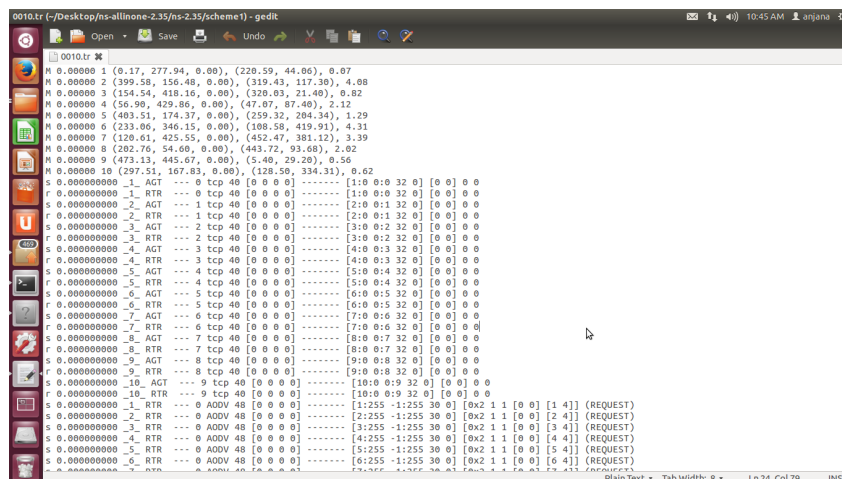 0010.tr (~/Desktop/ns-allinone-2.35/ns-2.35/scheme1) - gedit
10:45 AM anjana
Open Save Undo
0010.tr
M 0.00000 1 (0.17, 277.94, 0.00), (220.59, 44.06), 0.07
M 0.00000 2 (399.58, 156.48, 0.00), (319.43, 117.30), 4.08
M 0.00000 3 (154.54, 418.16, 0.00), (320.03, 21.40), 0.82
M 0.00000 4 (56.90, 429.86, 0.00), (47.07, 87.40), 2.12
M 0.00000 5 (403.51, 174.37, 0.00), (259.32, 204.34), 1.29
M 0.00000 6 (233.06, 346.15, 0.00), (108.58, 419.91), 4.31
M 0.00000 7 (120.61, 425.55, 0.00), (452.47, 381.12), 3.39
M 0.00000 8 (202.76, 54.60, 0.00), (443.72, 93.68), 2.02
M 0.00000 9 (473.13, 445.67, 0.00), (5.40, 29.20), 0.56
M 0.00000 10 (297.51, 167.83, 0.00), (128.50, 334.31), 0.62
s 0.000000000 _1_ AGT --- 0 tcp 40 [0 0 0 0] ------- [1:0 0:0 32 0] [0 0] 0 0
r 0.000000000 _1_ RTR --- 0 tcp 40 [0 0 0 0] ------- [1:0 0:0 32 0] [0 0] 0 0
s 0.000000000 _2_ AGT --- 1 tcp 40 [0 0 0 0] ------- [2:0 0:1 32 0] [0 0] 0 0
r 0.000000000 _2_ RTR --- 1 tcp 40 [0 0 0 0] ------- [2:0 0:1 32 0] [0 0] 0 0
s 0.000000000 _3_ AGT --- 2 tcp 40 [0 0 0 0] ------- [3:0 0:2 32 0] [0 0] 0 0
r 0.000000000 _3_ RTR --- 2 tcp 40 [0 0 0 0] ------- [3:0 0:2 32 0] [0 0] 0 0
s 0.000000000 _4_ AGT --- 3 tcp 40 [0 0 0 0] ------- [4:0 0:3 32 0] [0 0] 0 0
r 0.000000000 _4_ RTR --- 3 tcp 40 [0 0 0 0] ------- [4:0 0:3 32 0] [0 0] 0 0
s 0.000000000 _5_ AGT --- 4 tcp 40 [0 0 0 0] ------- [5:0 0:4 32 0] [0 0] 0 0
r 0.000000000 _5_ RTR --- 4 tcp 40 [0 0 0 0] ------- [5:0 0:4 32 0] [0 0] 0 0
s 0.000000000 _6_ AGT --- 5 tcp 40 [0 0 0 0] ------- [6:0 0:5 32 0] [0 0] 0 0
r 0.000000000 _6_ RTR --- 5 tcp 40 [0 0 0 0] ------- [6:0 0:5 32 0] [0 0] 0 0
s 0.000000000 _7_ AGT --- 6 tcp 40 [0 0 0 0] ------- [7:0 0:6 32 0] [0 0] 0 0
r 0.000000000 _7_ RTR --- 6 tcp 40 [0 0 0 0] ------- [7:0 0:6 32 0] [0 0] 0 0
s 0.000000000 _8_ AGT --- 7 tcp 40 [0 0 0 0] ------- [8:0 0:7 32 0] [0 0] 0 0
r 0.000000000 _8_ RTR --- 7 tcp 40 [0 0 0 0] ------- [8:0 0:7 32 0] [0 0] 0 0
s 0.000000000 _9_ AGT --- 8 tcp 40 [0 0 0 0] ------- [9:0 0:8 32 0] [0 0] 0 0
r 0.000000000 _9_ RTR --- 8 tcp 40 [0 0 0 0] ------- [9:0 0:8 32 0] [0 0] 0 0
s 0.000000000 _10_ AGT --- 9 tcp 40 [0 0 0 0] ------- [10:0 0:9 32 0] [0 0] 0 0
r 0.000000000 _10_ RTR --- 9 tcp 40 [0 0 0 0] ------- [10:0 0:9 32 0] [0 0] 0 0
s 0.000000000 _1_ RTR --- 0 AODV 48 [0 0 0 0] ------- [1:255 -1:255 30 0] [0x2 1 1 [0 0] [1 4]] (REQUEST)
s 0.000000000 _2_ RTR --- 0 AODV 48 [0 0 0 0] ------- [2:255 -1:255 30 0] [0x2 1 1 [0 0] [2 4]] (REQUEST)
s 0.000000000 _3_ RTR --- 0 AODV 48 [0 0 0 0] ------- [3:255 -1:255 30 0] [0x2 1 1 [0 0] [3 4]] (REQUEST)
s 0.000000000 _4_ RTR --- 0 AODV 48 [0 0 0 0] ------- [4:255 -1:255 30 0] [0x2 1 1 [0 0] [4 4]] (REQUEST)
s 0.000000000 _5_ RTR --- 0 AODV 48 [0 0 0 0] ------- [5:255 -1:255 30 0] [0x2 1 1 [0 0] [5 4]] (REQUEST)
s 0.000000000 _6_ RTR --- 0 AODV 48 [0 0 0 0] ------- [6:255 -1:255 30 0] [0x2 1 1 [0 0] [6 4]] (REQUEST)
Plain Text Tab Width: 8 Ln 24, Col 79 INS
469